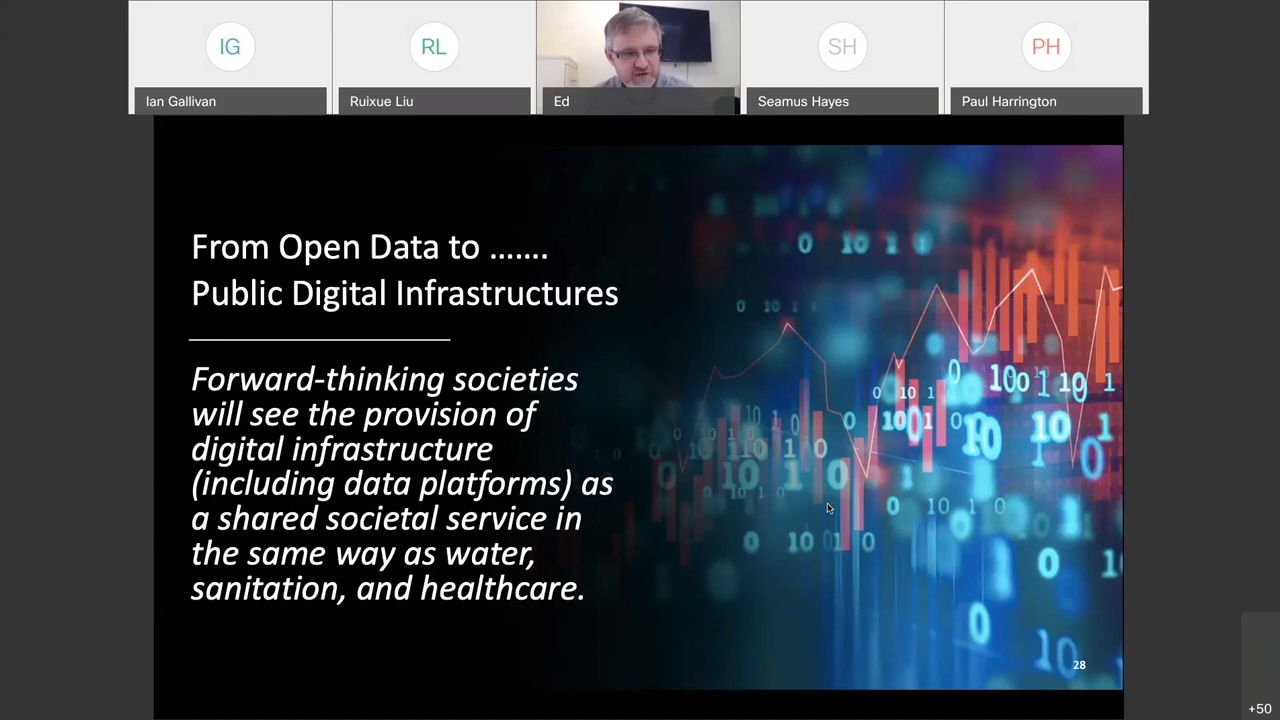 IG
RL
SH
PH
Ian Gallivan
Ruixue Liu
Ed
Seamus Hayes
Paul Harrington
From Open Data to .......
Public Digital Infrastructures
Forward-thinking societies
will see the provision of
digital infrastructure
(including data platforms) as
a shared societal service in
the same way as water,
sanitation, and healthcare.
28
+50